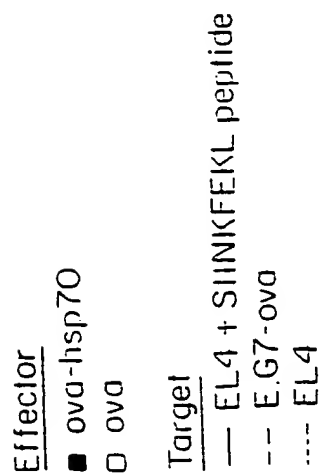 Effector
■ ova-hsp70
□ ova
Target
— EL4 + SIINKFEKL peptide
-- E.G7-ova
---- EL4